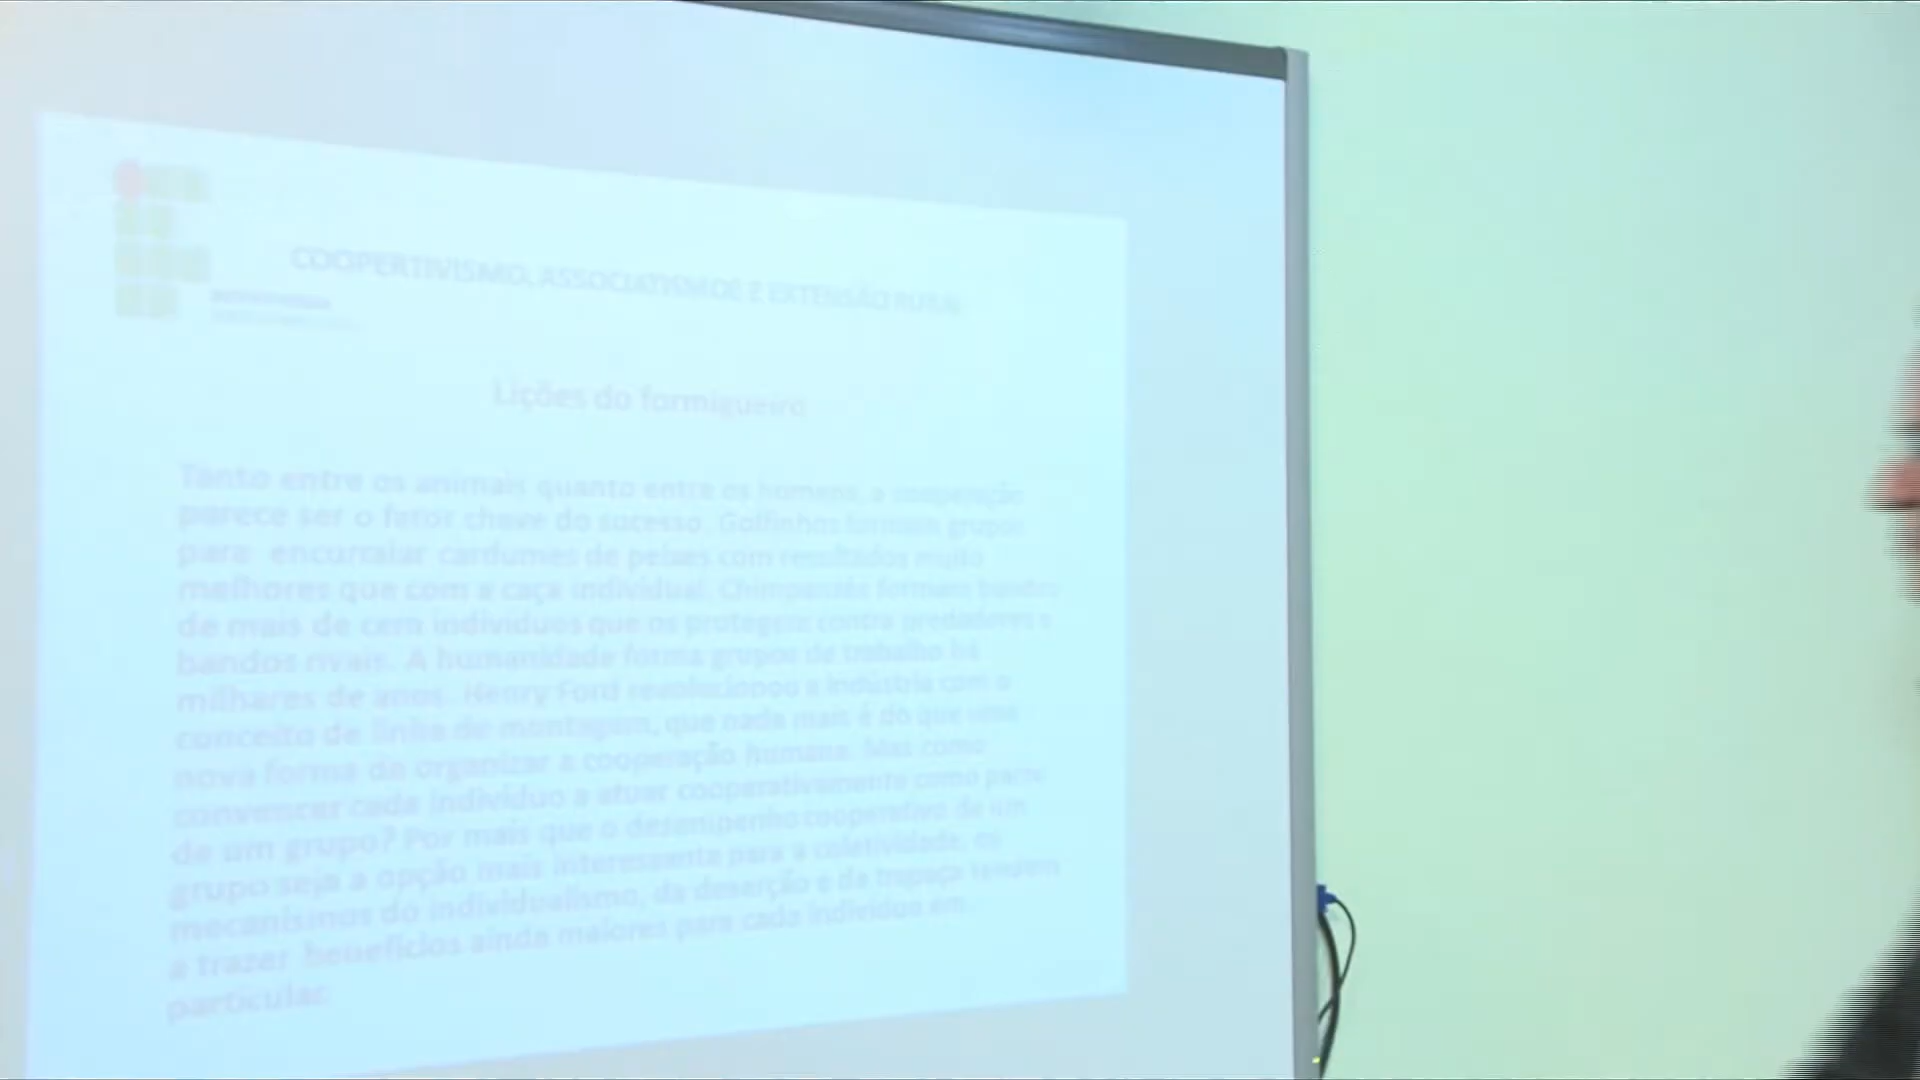 COOPERTIVISMO, ASSOCIATISMOE E EXTENSÃO RURAL
Lições do formigueiro
Tanto entre os animais quanto entre os humans, a cooperação
parece ser o fator chave do sucesso. Golfinhos formam grupos
para encurralar cardumes de peixes com resultados muito
melhores que com a caça individual. Chimpanzés formam bandos
de mais de cem indivíduos que os protegem contra predadores e
bandos rivais. A humanidade forma grupos de trabalho há
milhares de anos. Henry Ford revolucionou a indústria com o
conceito de linha de montagem, que nada mais é do que uma
nova forma de organizar a cooperação humana. Mas como
convencer cada indivíduo a atuar cooperativamente como parte
de um grupo? Por mais que o desempenho cooperativo de um
grupo seja a opção mais interessante para a coletividade, os
mecanismos do individualismo, da deserção e da trapaça tendem
a trazer benefícios ainda maiores para cada indivíduo em
particular.